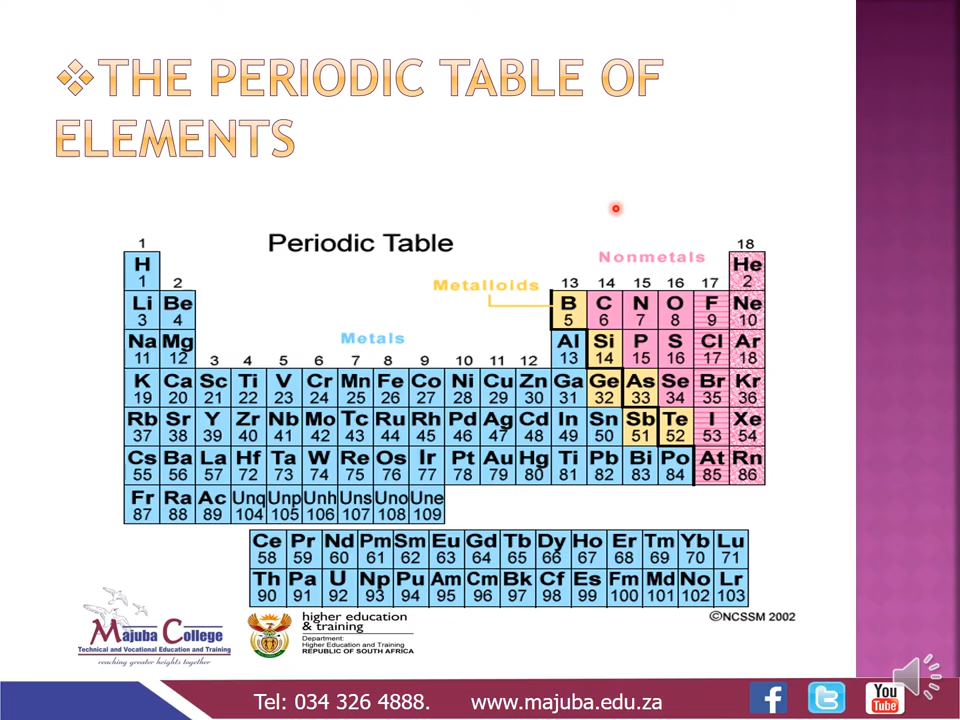 ❖THE PERIODIC TABLE OF
ELEMENTS
1 18
Periodic Table
Nonmetals
H He
1 2 2
Metalloids 13 14 15 16 17
Li Be B C N O F Ne
3 4 5 6 7 8 9 10
Metals
Na Mg Al Si P S Cl Ar
11 12 3 4 5 6 7 8 9 10 11 12 13 14 15 16 17 18
K Ca Sc Ti V Cr Mn Fe Co Ni Cu Zn Ga Ge As Se Br Kr
19 20 21 22 23 24 25 26 27 28 29 30 31 32 33 34 35 36
Rb Sr Y Zr Nb Mo Tc Ru Rh Pd Ag Cd In Sn Sb Te I Xe
37 38 39 40 41 42 43 44 45 46 47 48 49 50 51 52 53 54
Cs Ba La Hf Ta W Re Os Ir Pt Au Hg Tl Pb Bi Po At Rn
55 56 57 72 73 74 75 76 77 78 79 80 81 82 83 84 85 86
Fr Ra Ac Unq Unp Unh Uns Uno Une
87 88 89 104 105 106 107 108 109
Ce Pr Nd Pm Sm Eu Gd Tb Dy Ho Er Tm Yb Lu
58 59 60 61 62 63 64 65 66 67 68 69 70 71
Th Pa U Np Pu Am Cm Bk Cf Es Fm Md No Lr
90 91 92 93 94 95 96 97 98 99 100 101 102 103
©NCSSM 2002
Majuba College
Technical and Vocational Education and Training
reaching greater heights together
higher education
& training
Department:
Higher Education and Training
REPUBLIC OF SOUTH AFRICA
Tel: 034 326 4888. www.majuba.edu.za
You
Tube